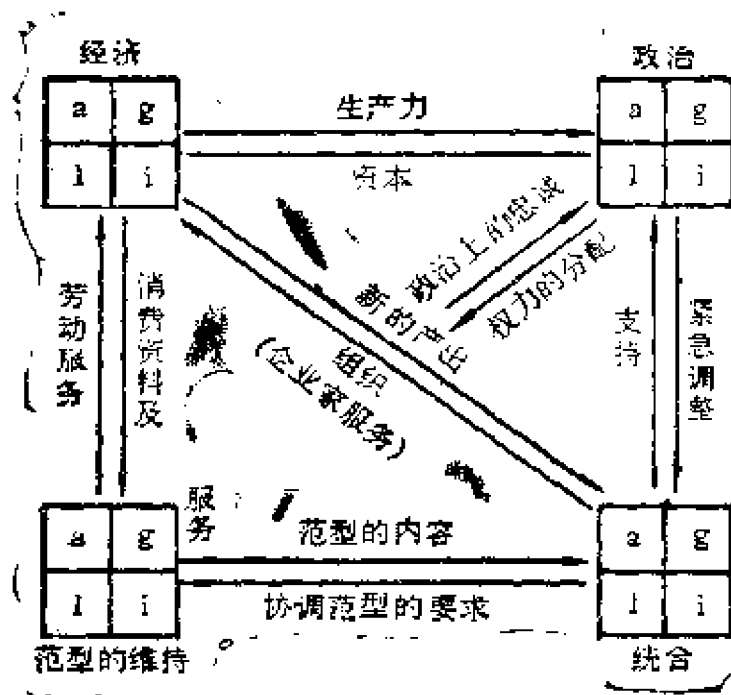 经济
政治
a g
l i
a g
l i
生产力
资本
政治上的忠诚
权力的分配
新的产出
组织
(企业家服务)
劳动服务
消费资料及
服务
支持
紧急调整
a g
l i
a g
l i
范型的内容
协调范型的要求
范型的维持
统合